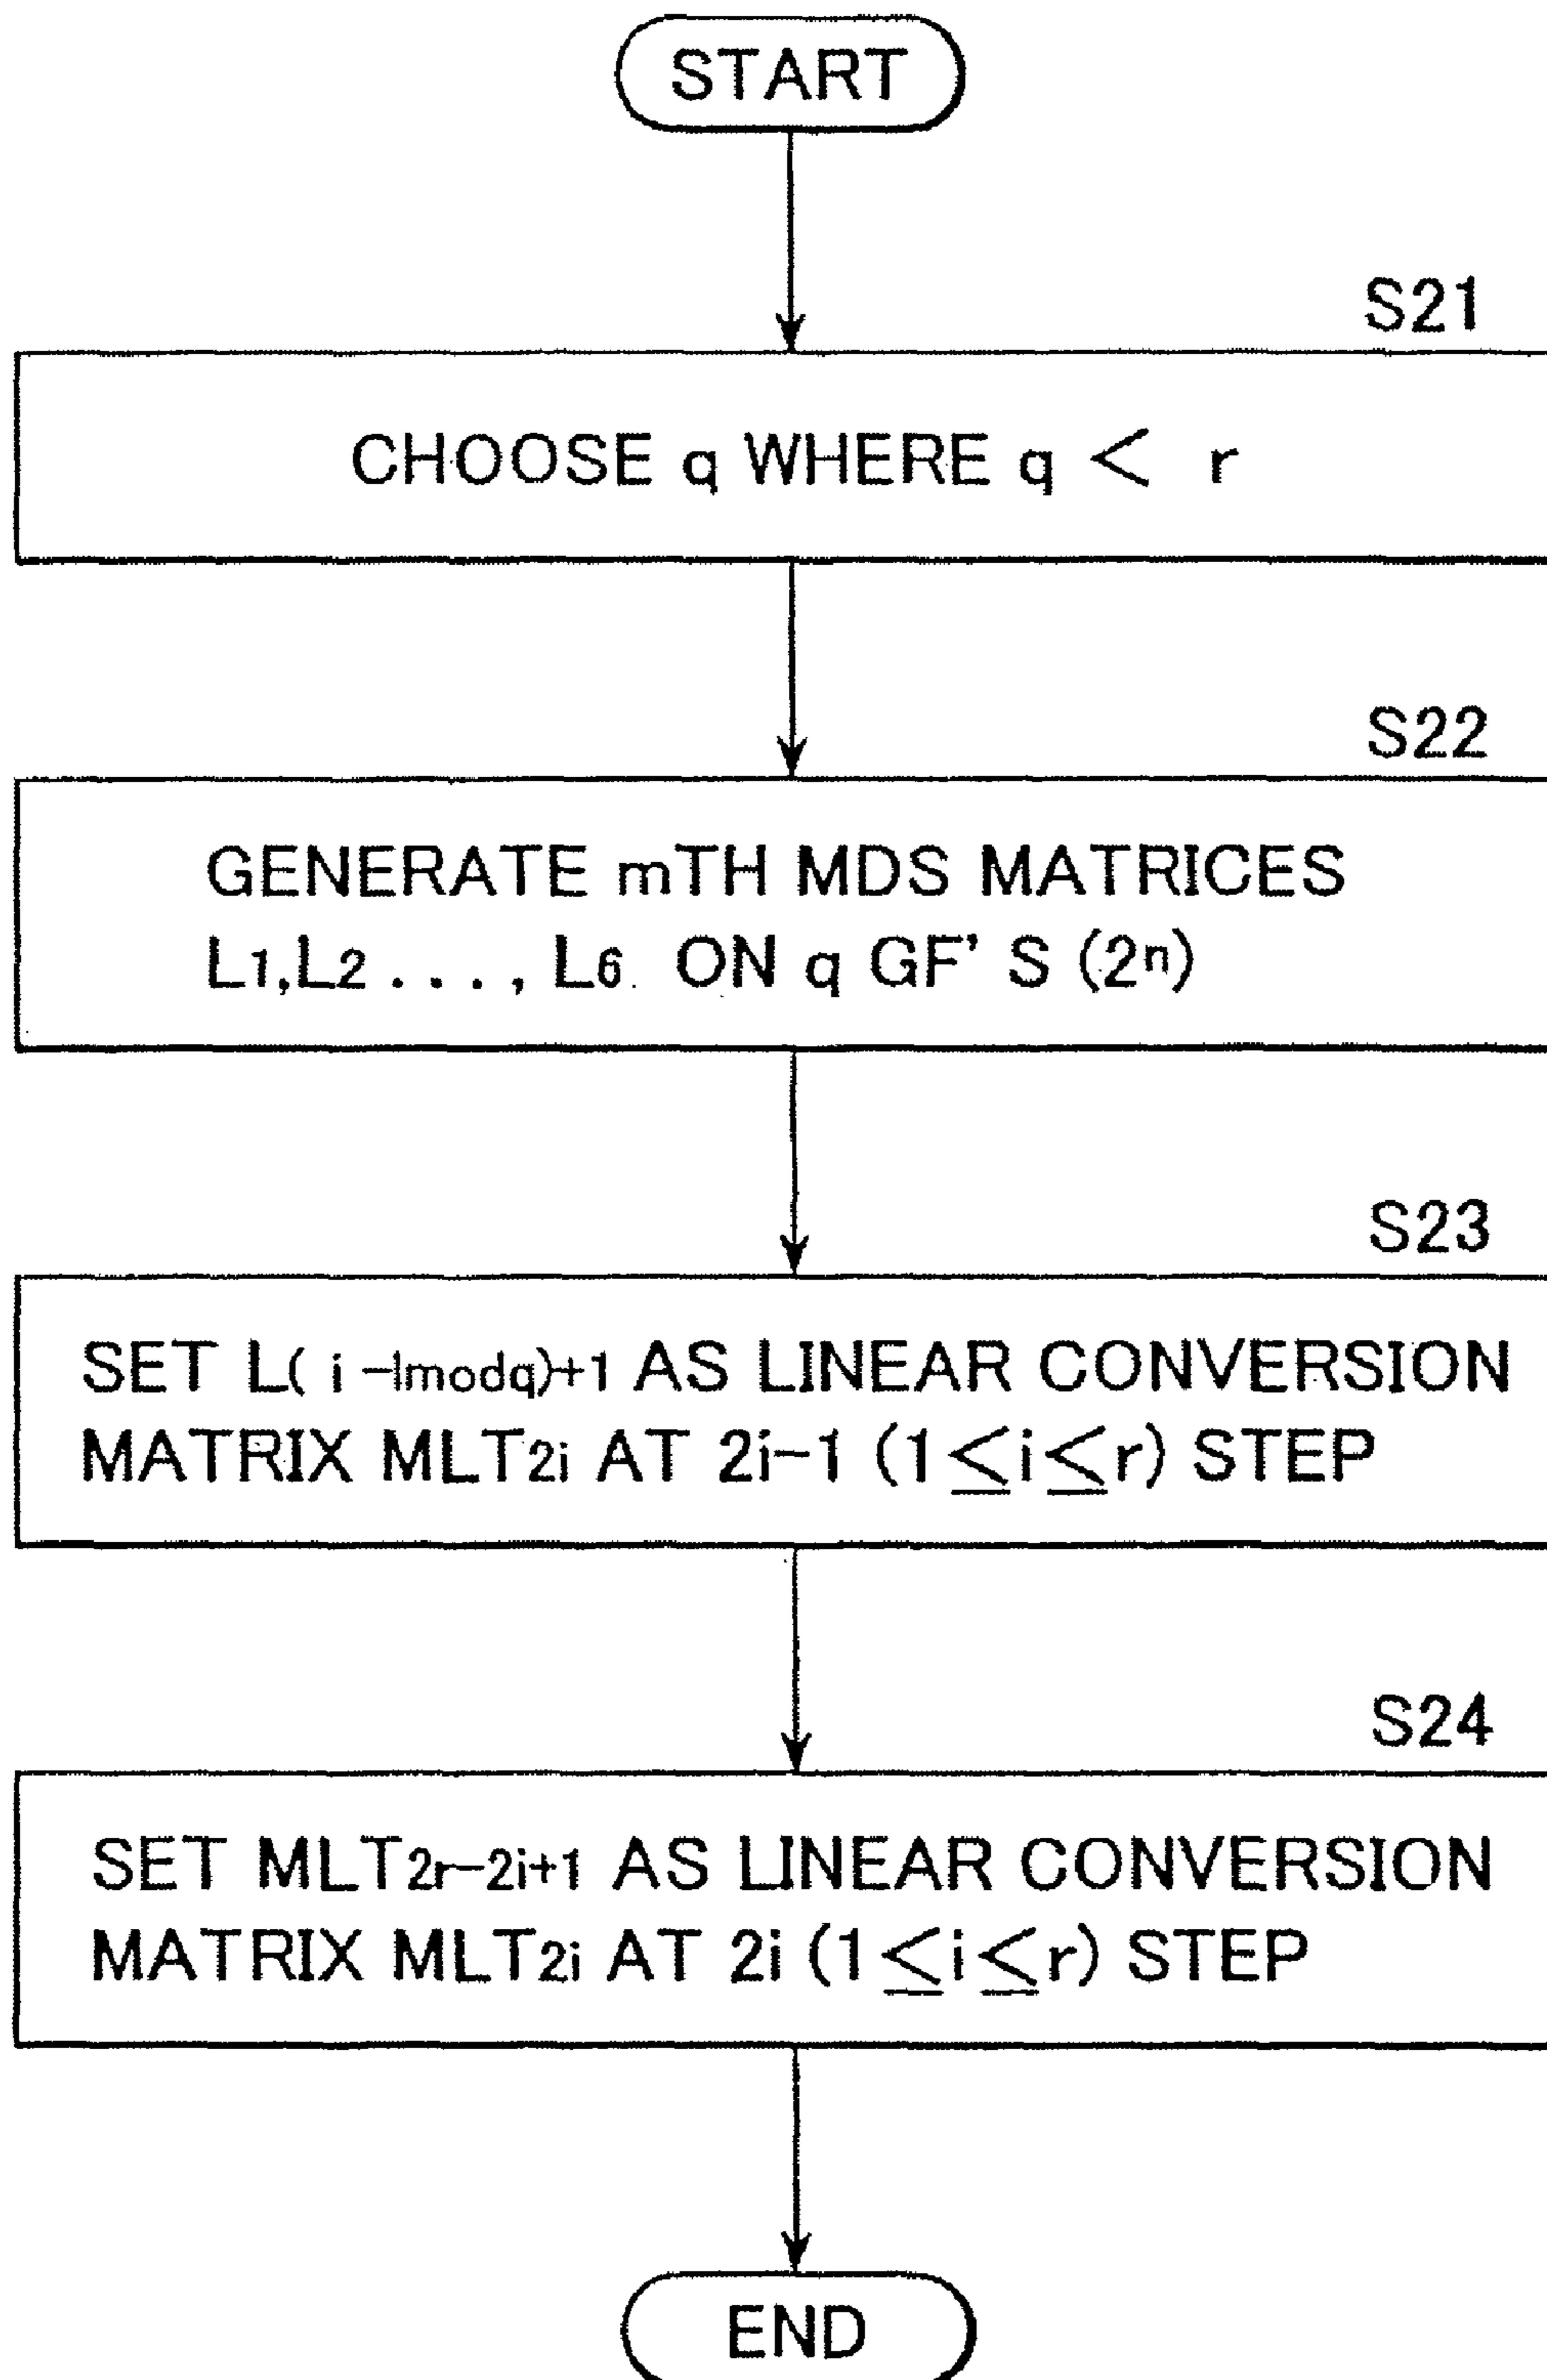 START
S21
CHOOSE q WHERE q < r
S22
GENERATE mTH MDS MATRICES
L1,L2 . . . , L6 ON q GF' S (2n)
S23
SET L( i -lmodq)+1 AS LINEAR CONVERSION
MATRIX MLT2i AT 2i-1 (1≦i≦r) STEP
S24
SET MLT2r-2i+1 AS LINEAR CONVERSION
MATRIX MLT2i AT 2i (1≦i≦r) STEP
END